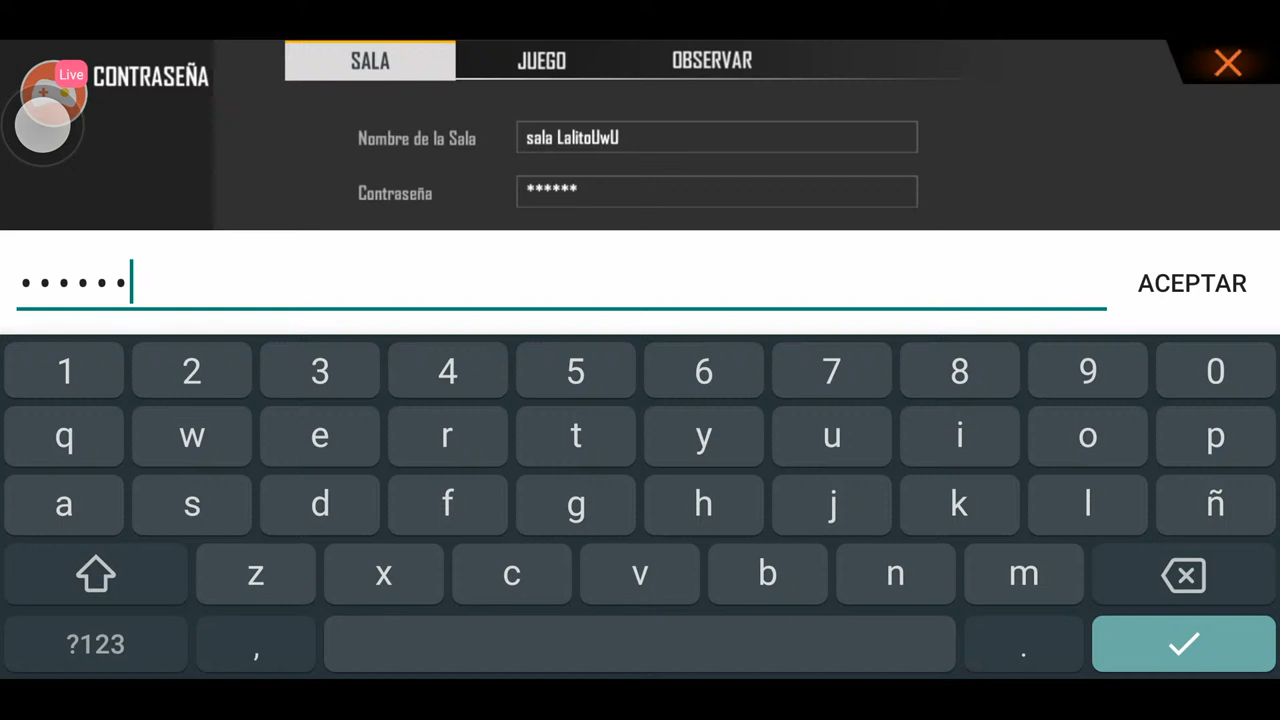 SALA
JUEGO
OBSERVAR
Live
CONTRASEÑA
Nombre de la Sala
sala LalitoUwU
Contraseña
******
••••••
ACEPTAR
1 2 3 4 5 6 7 8 9 0
q w e r t y u i o p
a s d f g h j k l ñ
z x c v b n m
?123 , .